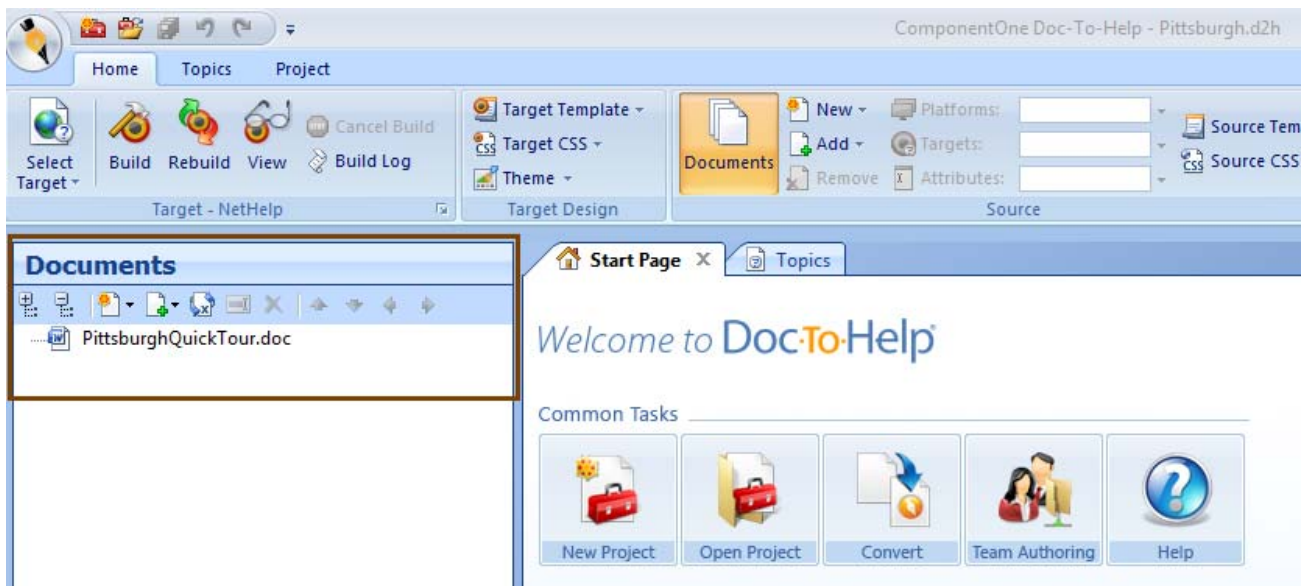 ComponentOne Doc-To-Help - Pittsburgh.d2h
Home Topics Project
Select Target
Build
Rebuild
View
Cancel Build
Build Log
Target - NetHelp
Target Template
CSS Target CSS
Theme
Target Design
Documents
New
Add
Remove
Platforms:
Targets:
Attributes:
Source Tem
CSS Source CSS
Source
Documents
PittsburghQuickTour.doc
Start Page X Topics
Welcome to Doc-To-Help
Common Tasks
New Project Open Project Convert Team Authoring Help